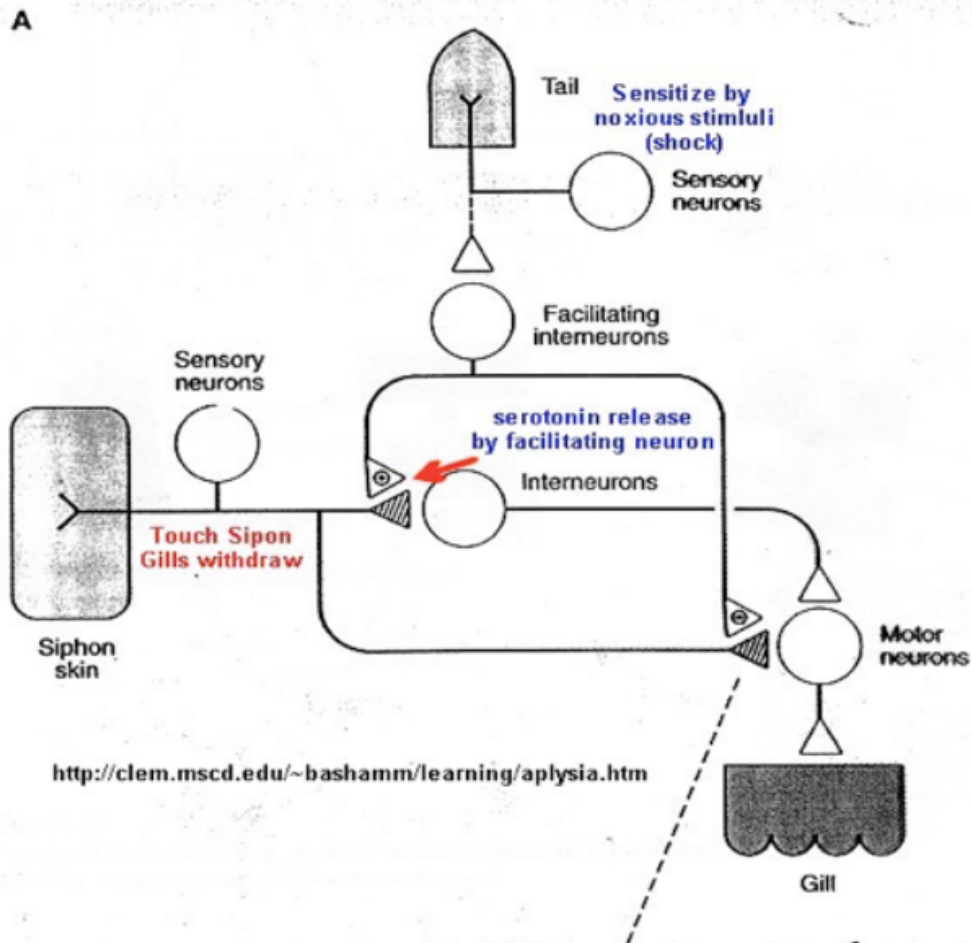 A
Tail
Sensitize by
noxious stimluli
(shock)
Sensory
neurons
Facilitating
interneurons
Sensory
neurons
serotonin release
by facilitating neuron
Interneurons
Touch Sipon
Gills withdraw
Siphon
skin
Motor
neurons
http://clem.mscd.edu/~bashamm/learning/aplysia.htm
Gill